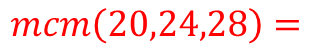 mcm(20,24,28) =